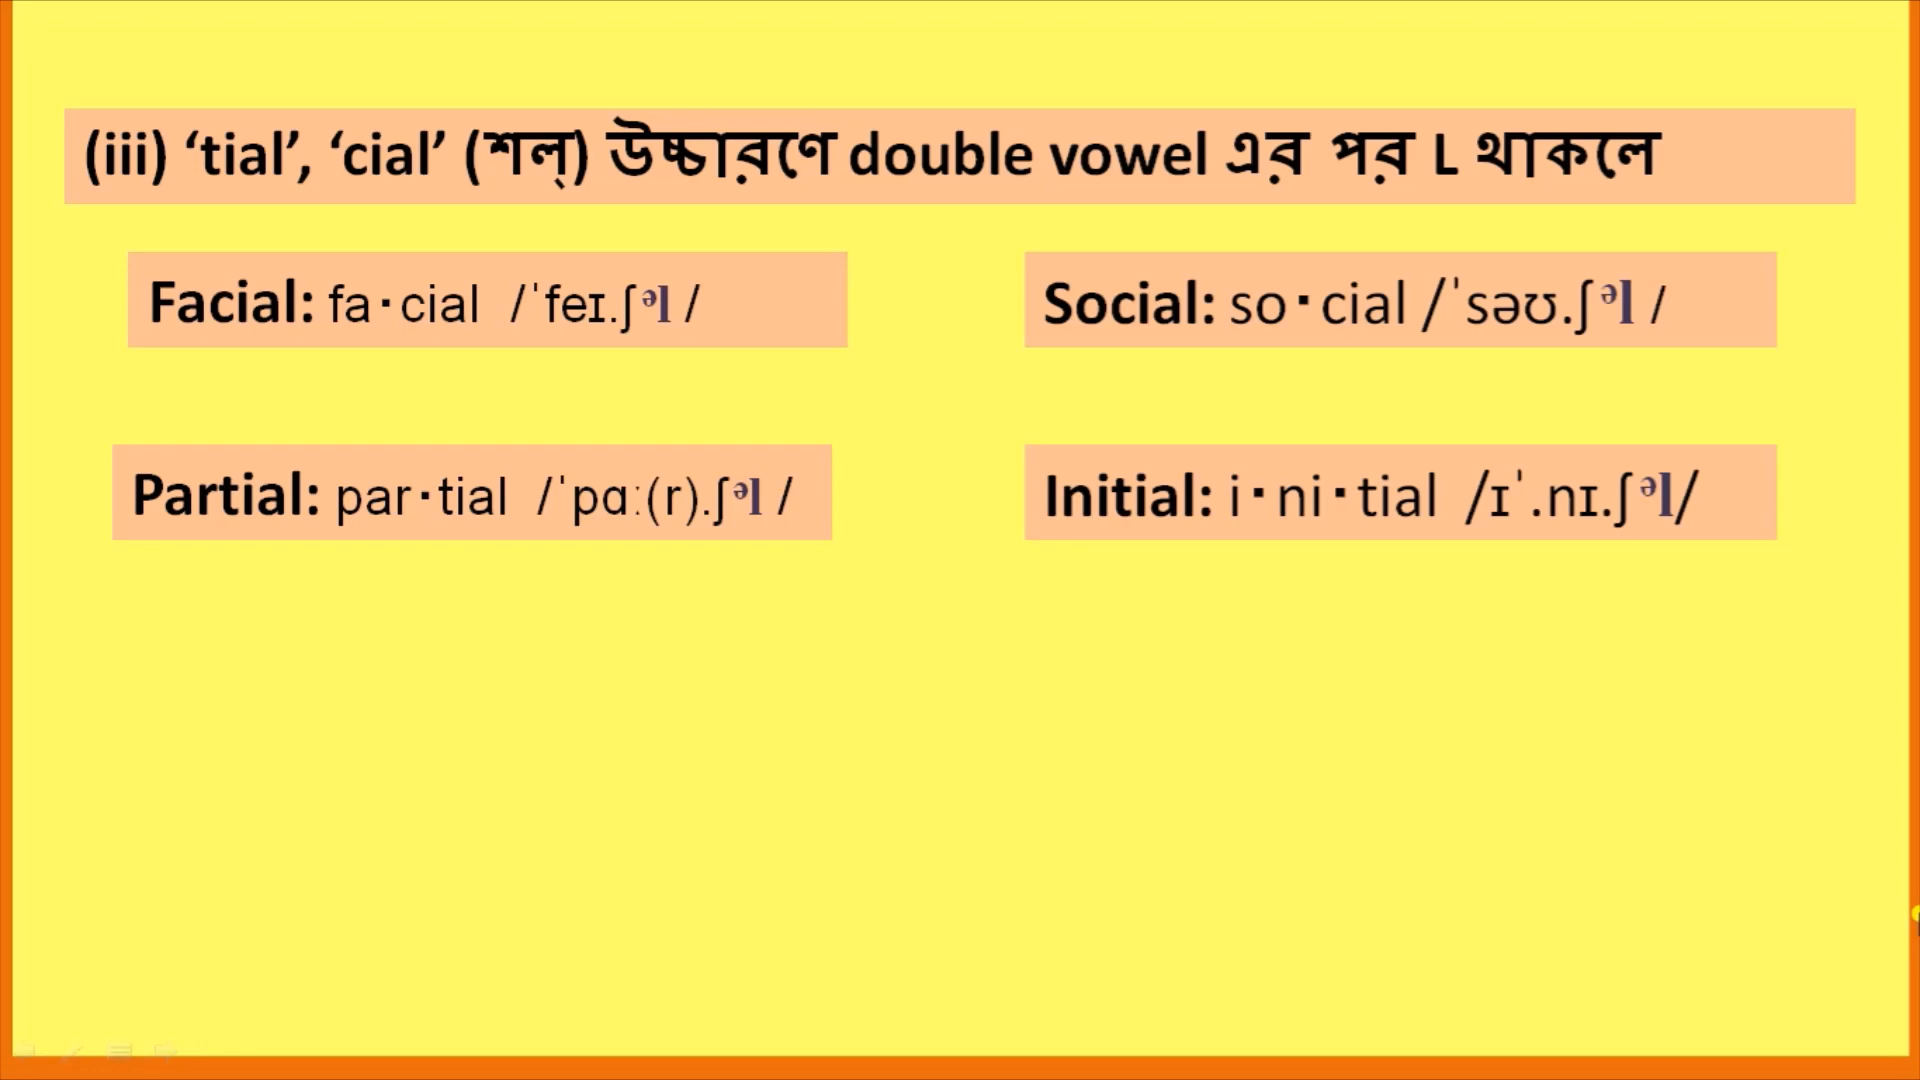 (iii) ‘tial’, ‘cial’ (শল্) উচ্চারণে double vowel এর পর L থাকলে
Facial: fa·cial /ˈfeɪ.ʃᵊl /
Social: so·cial /ˈsəʊ.ʃᵊl /
Partial: par·tial /ˈpɑː(r).ʃᵊl /
Initial: i·ni·tial /ɪˈ.nɪ.ʃᵊl/